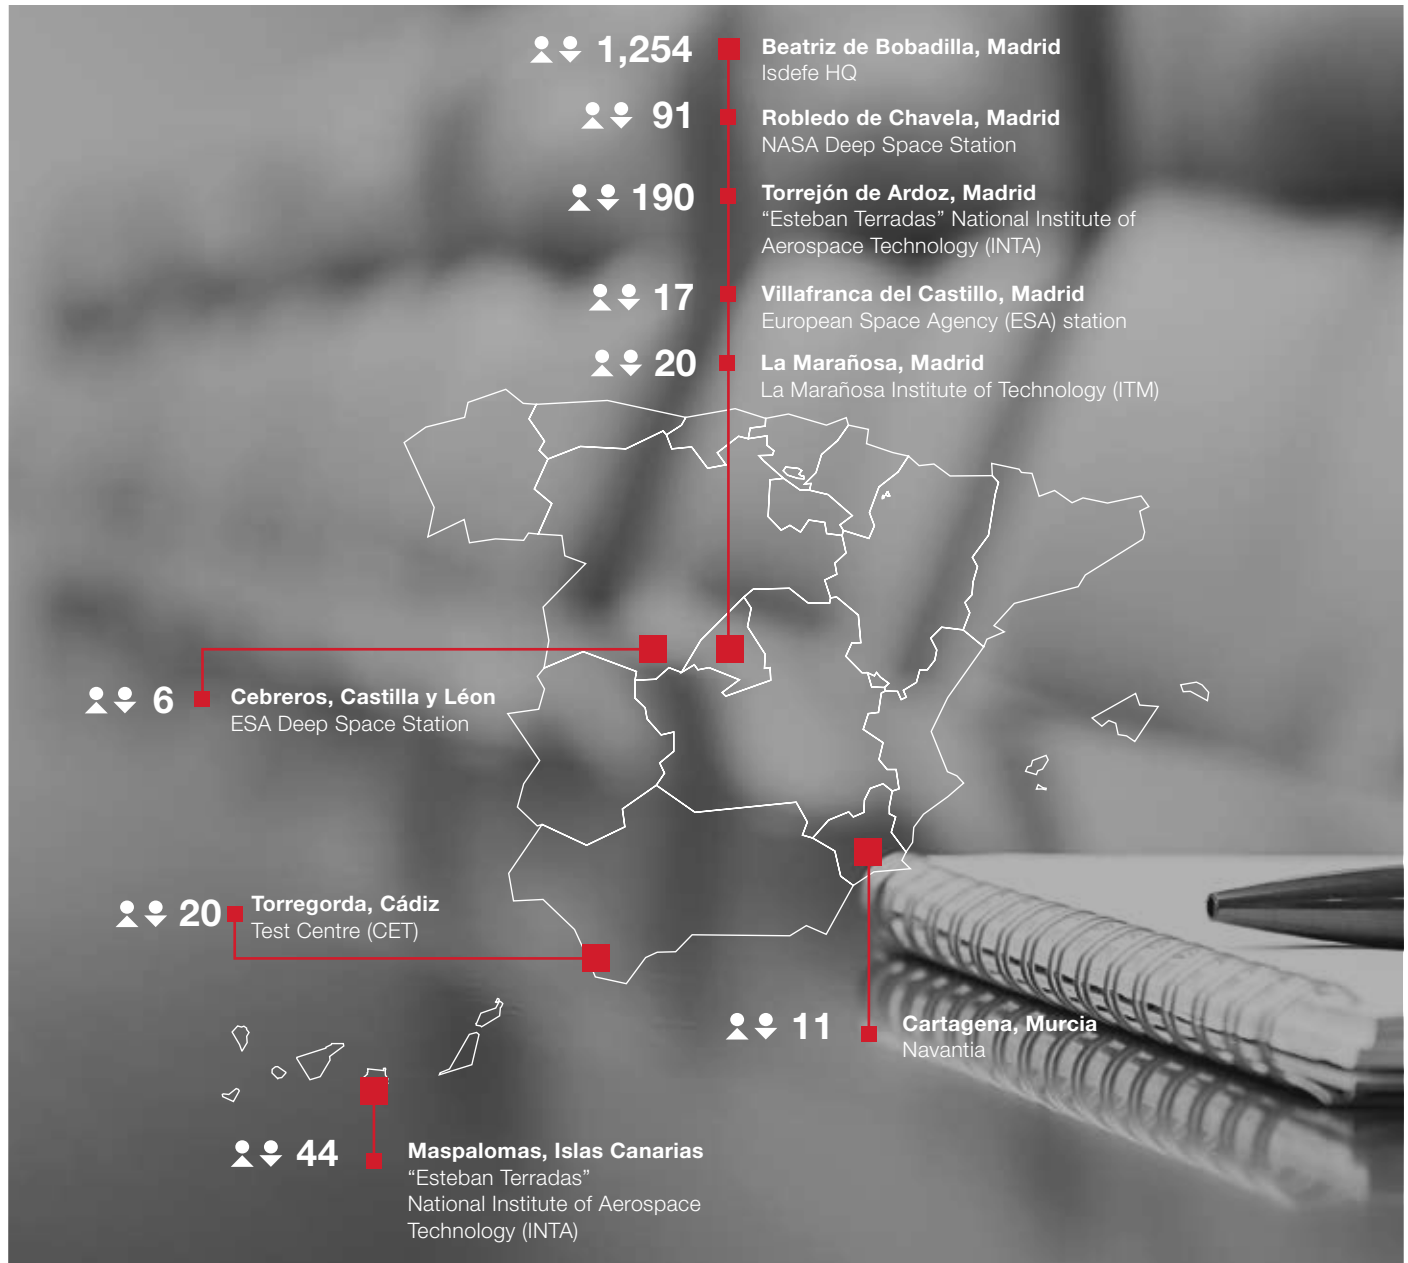 1,254
Beatriz de Bobadilla, Madrid
Isdefe HQ
91
Robledo de Chavela, Madrid
NASA Deep Space Station
190
Torrejón de Ardoz, Madrid
“Esteban Terradas” National Institute of
Aerospace Technology (INTA)
17
Villafranca del Castillo, Madrid
European Space Agency (ESA) station
20
La Marañosa, Madrid
La Marañosa Institute of Technology (ITM)
6
Cebreros, Castilla y Léon
ESA Deep Space Station
20
Torregorda, Cádiz
Test Centre (CET)
11
Cartagena, Murcia
Navantia
44
Maspalomas, Islas Canarias
“Esteban Terradas”
National Institute of Aerospace
Technology (INTA)